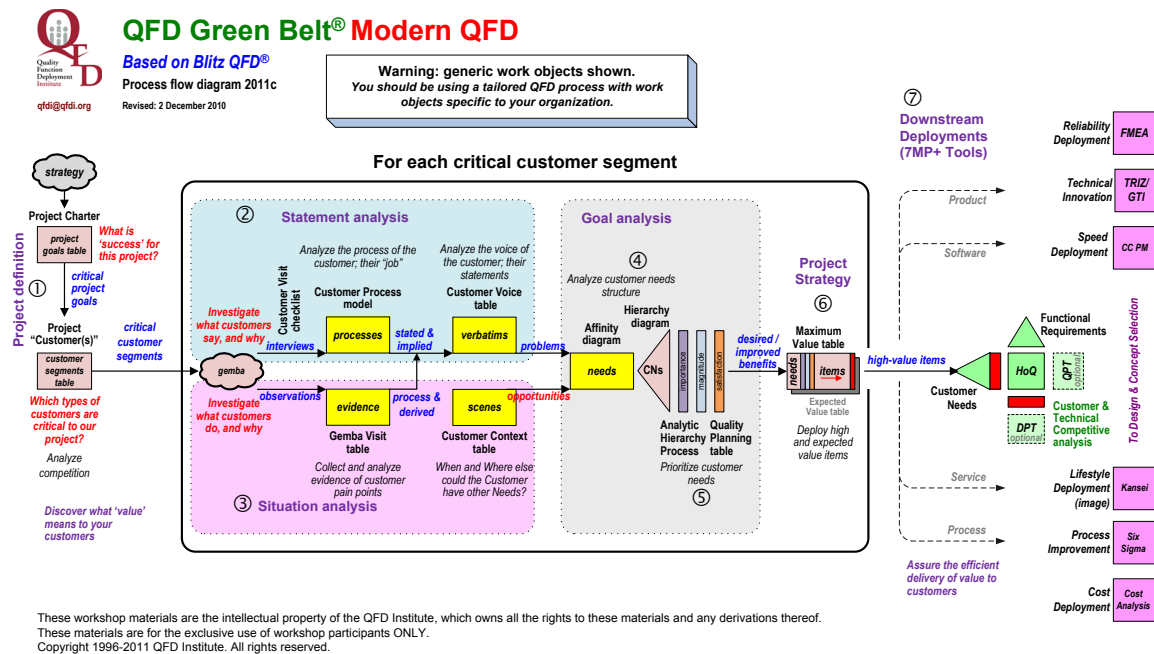 QFD
Quality
Function
Deployment
Institute
qfdi@qfdi.org
QFD Green Belt® Modern QFD
Based on Blitz QFD®
Process flow diagram 2011c
Revised: 2 December 2010
Warning: generic work objects shown.
You should be using a tailored QFD process with work
objects specific to your organization.
For each critical customer segment
Project definition
①
strategy
Project Charter
project
goals table
What is
‘success’ for
this project?
critical
project
goals
Project
“Customer(s)”
customer
segments
table
critical
customer
segments
Which types of
customers are
critical to our
project?
Analyze
competition
Discover what ‘value’
means to your
customers
②
Statement analysis
Analyze the process of the
customer; their “job”
Analyze the voice of
the customer; their
statements
Customer Visit
checklist
Customer Process
model
Customer Voice
table
Investigate
what customers
say, and why
processes
stated &
implied
verbatims
interviews
problems
gemba
observations
process &
derived
opportunities
Investigate
what customers
do, and why
evidence
scenes
Gemba Visit
table
Customer Context
table
Collect and analyze
evidence of customer
pain points
When and Where else
could the Customer
have other Needs?
③
Situation analysis
Goal analysis
④
Analyze customer needs
structure
Affinity
diagram
Hierarchy
diagram
needs
CNs
importance
magnitude
satisfaction
Analytic
Hierarchy
Process
Quality
Planning
table
Prioritize customer
needs
⑤
desired /
improved
benefits
Project
Strategy
⑥
Maximum
Value table
needs
items
Expected
Value table
Deploy high
and expected
value items
high-value items
⑦
Downstream
Deployments
(7MP+ Tools)
Product
Software
Service
Process
Assure the efficient
delivery of value to
customers
Reliability
Deployment
FMEA
Technical
Innovation
TRIZ/
GTI
Speed
Deployment
CC PM
Functional
Requirements
Customer
Needs
HoQ
QPT
optional
DPT
optional
Customer &
Technical
Competitive
analysis
To Design & Concept Selection
Lifestyle
Deployment
(image)
Kansei
Process
Improvement
Six
Sigma
Cost
Deployment
Cost
Analysis
These workshop materials are the intellectual property of the QFD Institute, which owns all the rights to these materials and any derivations thereof.
These materials are for the exclusive use of workshop participants ONLY.
Copyright 1996-2011 QFD Institute. All rights reserved.